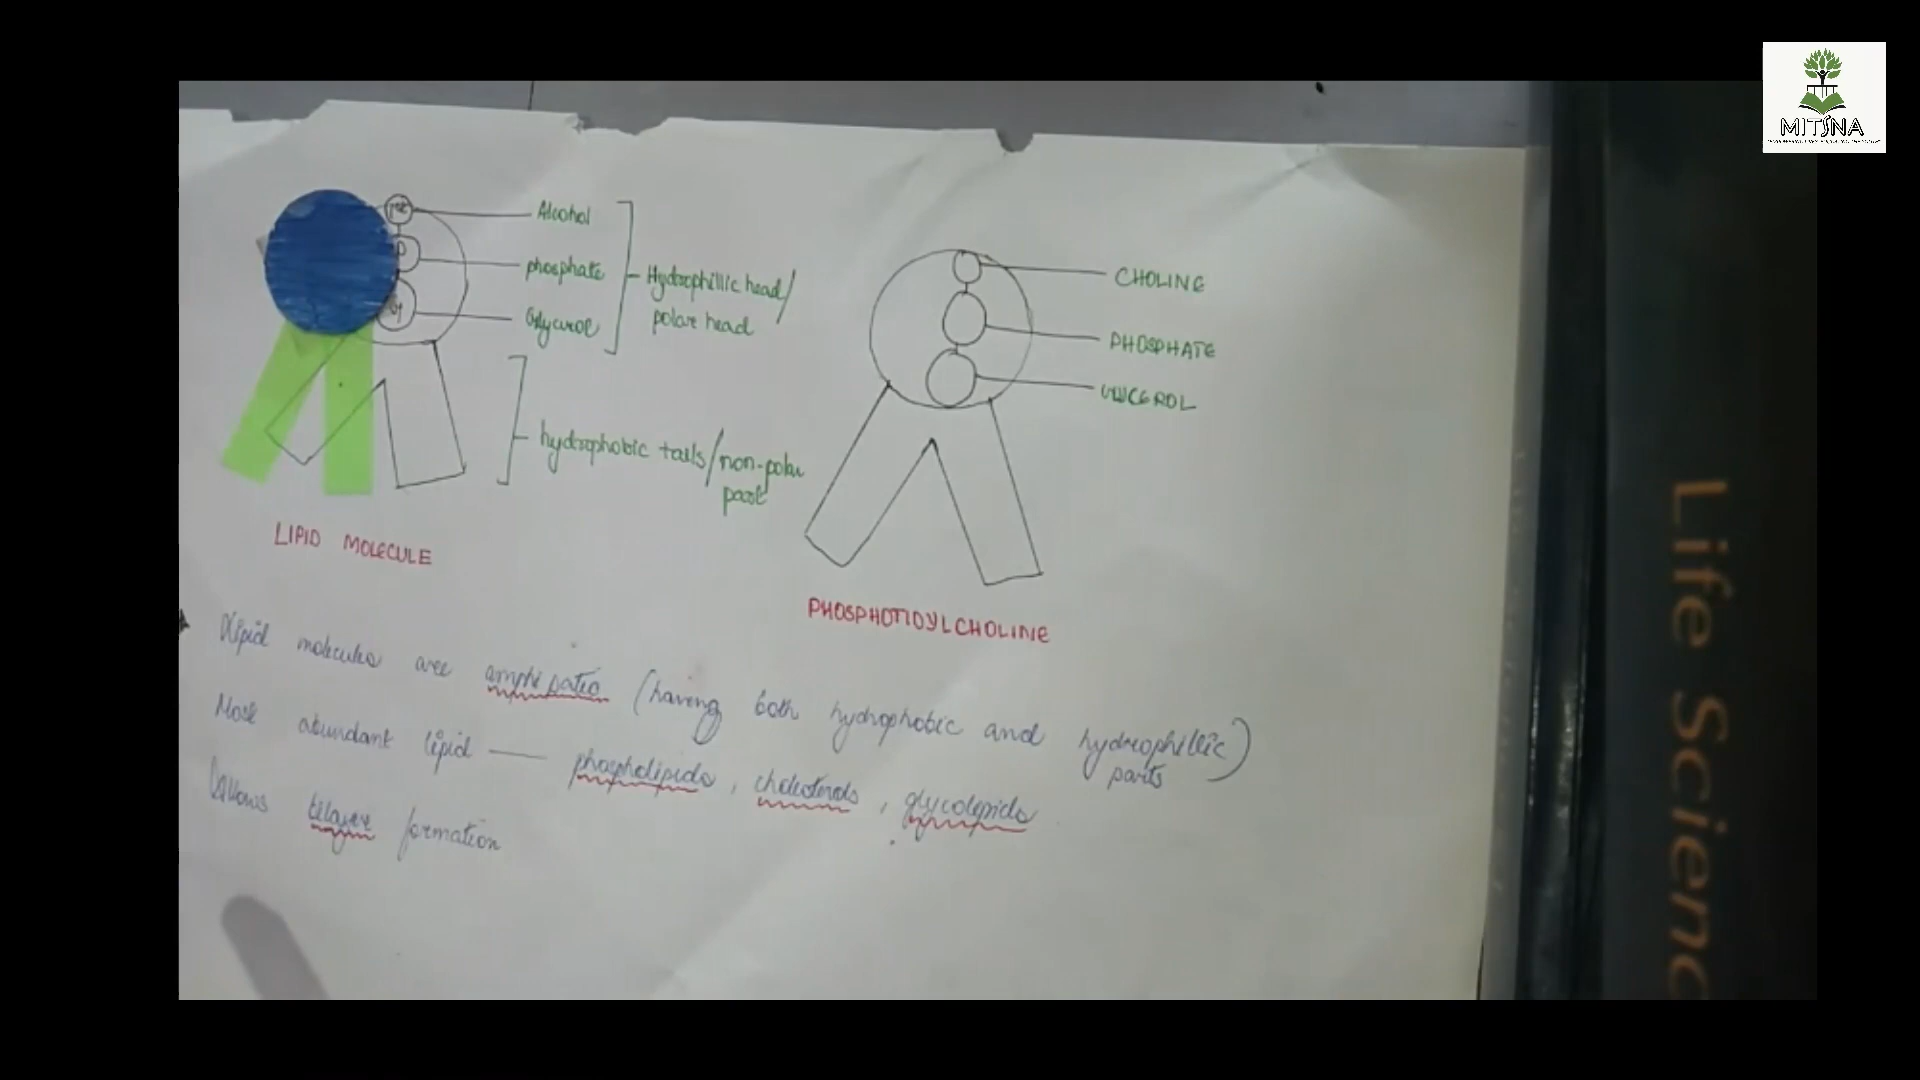 MITSNA
Alcohol
phosphate
Glycerol
Hydrophillic head/
polar head
hydrophobic tails/non-polar
part
LIPID MOLECULE
CHOLINE
PHOSPHATE
GLYCEROL
PHOSPHOTIDYLCHOLINE
Lipid molecules are amphipatic (having both hydrophobic and hydrophillic)
parts
Most abundant lipid — phospholipids, cholesterols, glycolipids
Allows bilayer formation
Life Scienc